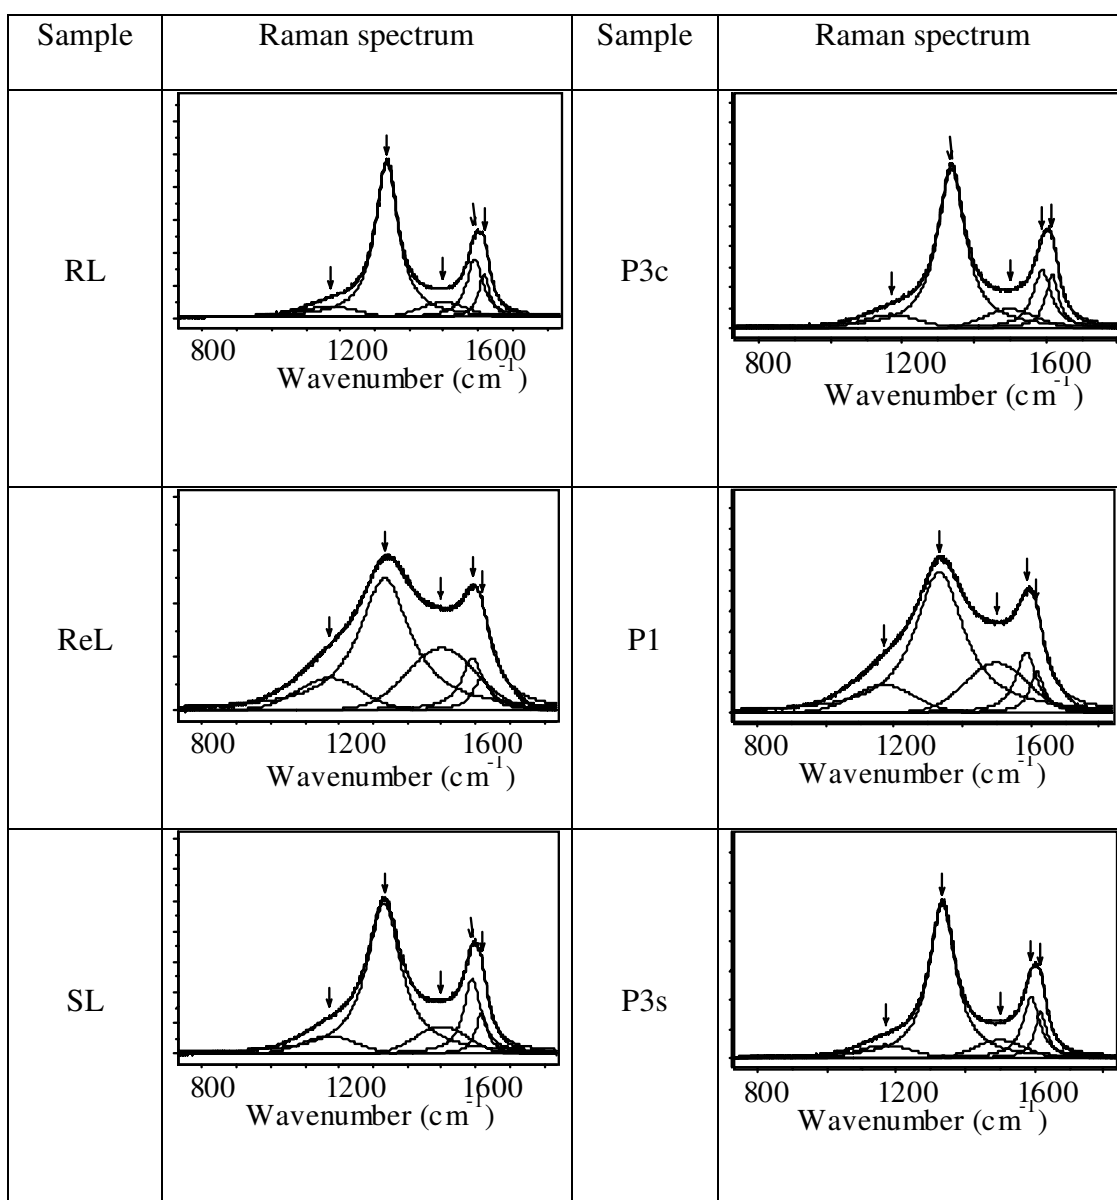 Sample Raman spectrum Sample Raman spectrum
RL
800 1200 1600
Wavenumber (cm⁻¹)
P3c
800 1200 1600
Wavenumber (cm⁻¹)
ReL
800 1200 1600
Wavenumber (cm⁻¹)
P1
800 1200 1600
Wavenumber (cm⁻¹)
SL
800 1200 1600
Wavenumber (cm⁻¹)
P3s
800 1200 1600
Wavenumber (cm⁻¹)